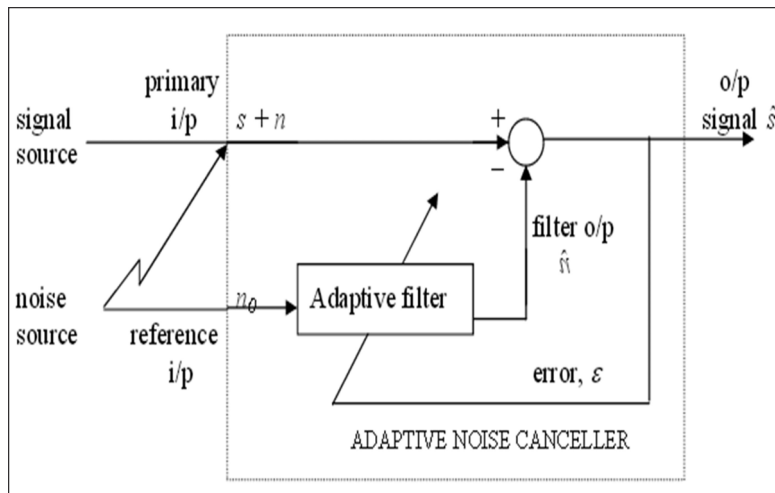 primary
i/p
signal
source
s + n
+
−
o/p
signal ŝ
filter o/p
n̂
noise
source
n₀
Adaptive filter
reference
i/p
error, ε
ADAPTIVE NOISE CANCELLER